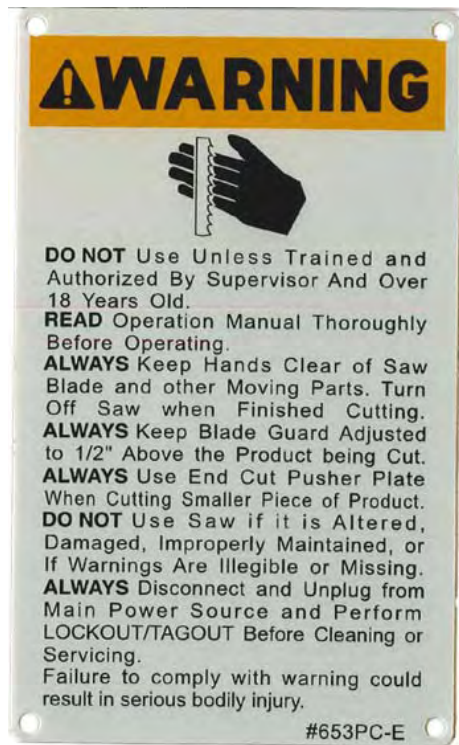 WARNING
DO NOT Use Unless Trained and
Authorized By Supervisor And Over
18 Years Old.
READ Operation Manual Thoroughly
Before Operating.
ALWAYS Keep Hands Clear of Saw
Blade and other Moving Parts. Turn
Off Saw when Finished Cutting.
ALWAYS Keep Blade Guard Adjusted
to 1/2" Above the Product being Cut.
ALWAYS Use End Cut Pusher Plate
When Cutting Smaller Piece of Product.
DO NOT Use Saw if it is Altered,
Damaged, Improperly Maintained, or
If Warnings Are Illegible or Missing.
ALWAYS Disconnect and Unplug from
Main Power Source and Perform
LOCKOUT/TAGOUT Before Cleaning or
Servicing.
Failure to comply with warning could
result in serious bodily injury.
#653PC-E